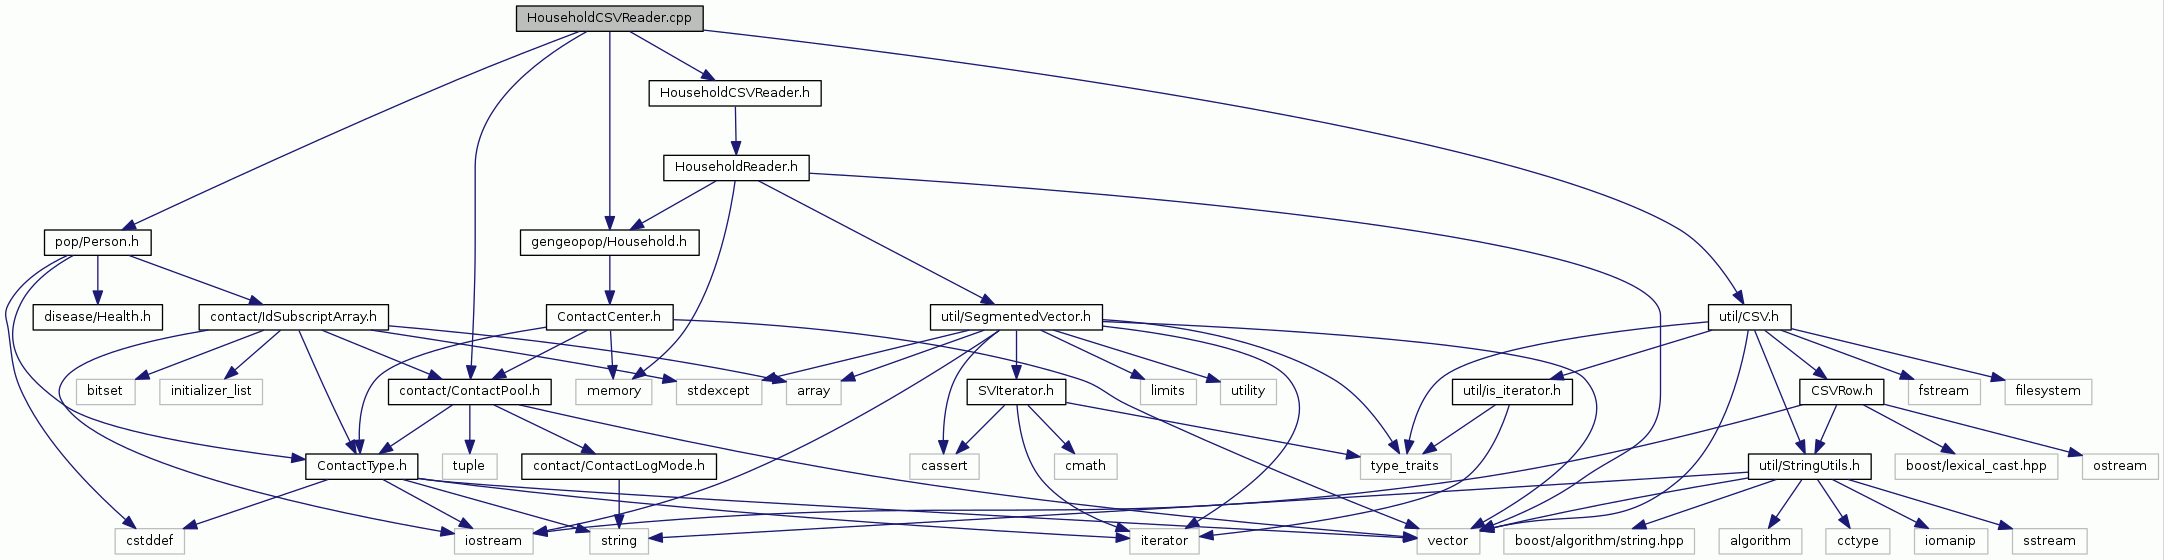 HouseholdCSVReader.cpp
HouseholdCSVReader.h
HouseholdReader.h
pop/Person.h
gengeopop/Household.h
disease/Health.h
contact/IdSubscriptArray.h
ContactCenter.h
util/SegmentedVector.h
util/CSV.h
bitset
initializer_list
contact/ContactPool.h
memory
stdexcept
array
SVIterator.h
limits
utility
util/is_iterator.h
CSVRow.h
fstream
filesystem
ContactType.h
tuple
contact/ContactLogMode.h
cassert
cmath
type_traits
util/StringUtils.h
boost/lexical_cast.hpp
ostream
cstddef
iostream
string
iterator
vector
boost/algorithm/string.hpp
algorithm
cctype
iomanip
sstream